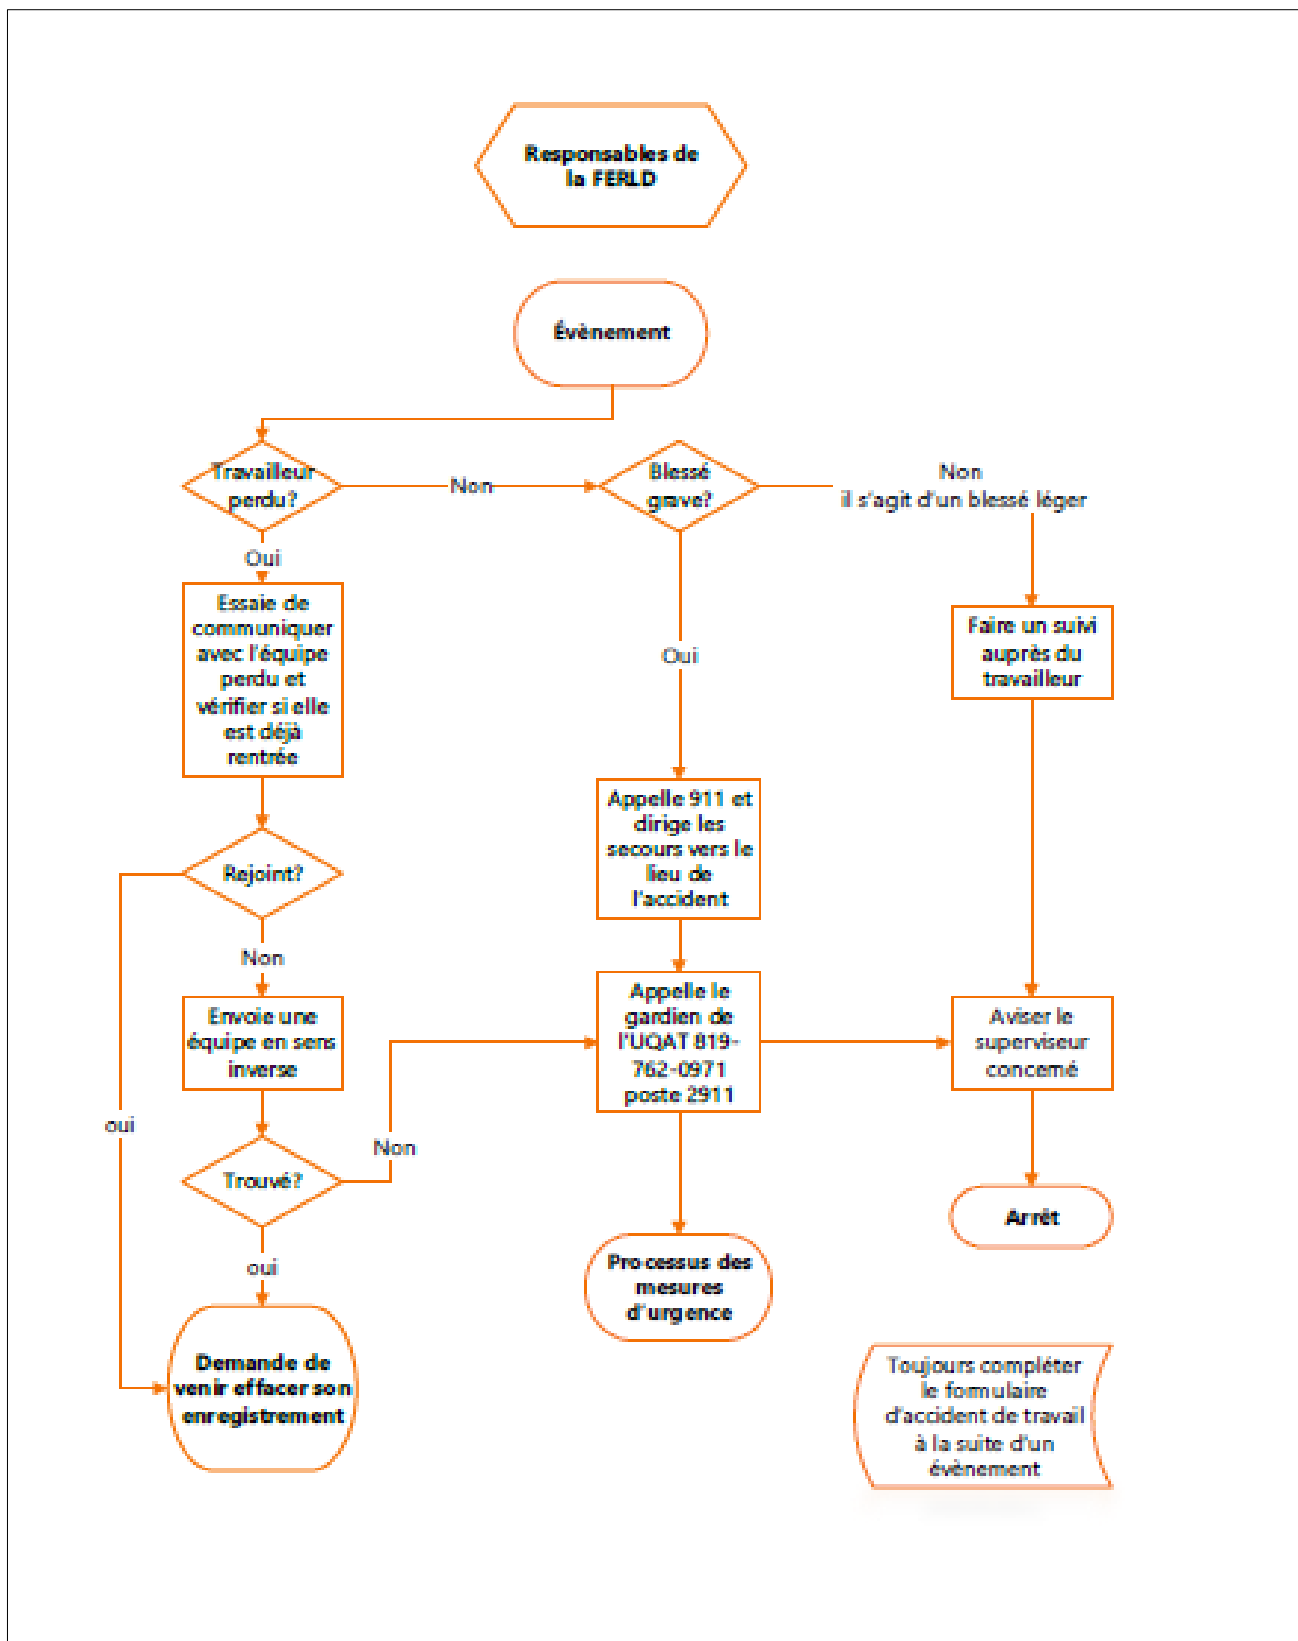 Responsables de
la FERLD
Évènement
Travailleur
perdu?
Non
Blessé
grave?
Non
il s'agit d'un blessé léger
Oui
Essaie de
communiquer
avec l'équipe
perdu et
vérifier si elle
est déjà
rentrée
Oui
Faire un suivi
auprès du
travailleur
Appelle 911 et
dirige les
secours vers le
lieu de
l'accident
Rejoint?
Non
Envoie une
équipe en sens
inverse
Appelle le
gardien de
l'UQAT 819-
762-0971
poste 2911
Aviser le
superviseur
concerné
oui
Non
Trouvé?
Arrêt
oui
Processus des
mesures
d'urgence
Demande de
venir effacer son
enregistrement
Toujours compléter
le formulaire
d'accident de travail
à la suite d'un
évènement